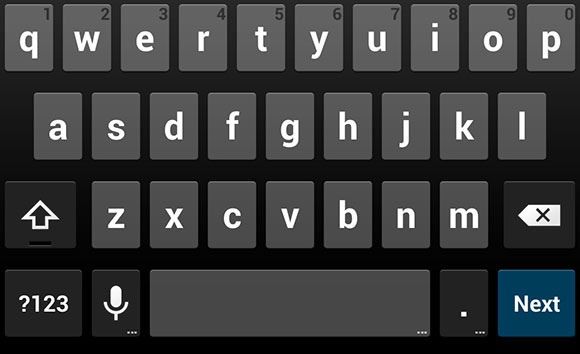 1 2 3 4 5 6 7 8 9 0
q w e r t y u i o p
a s d f g h j k l
z x c v b n m
?123 ... ... . ... Next